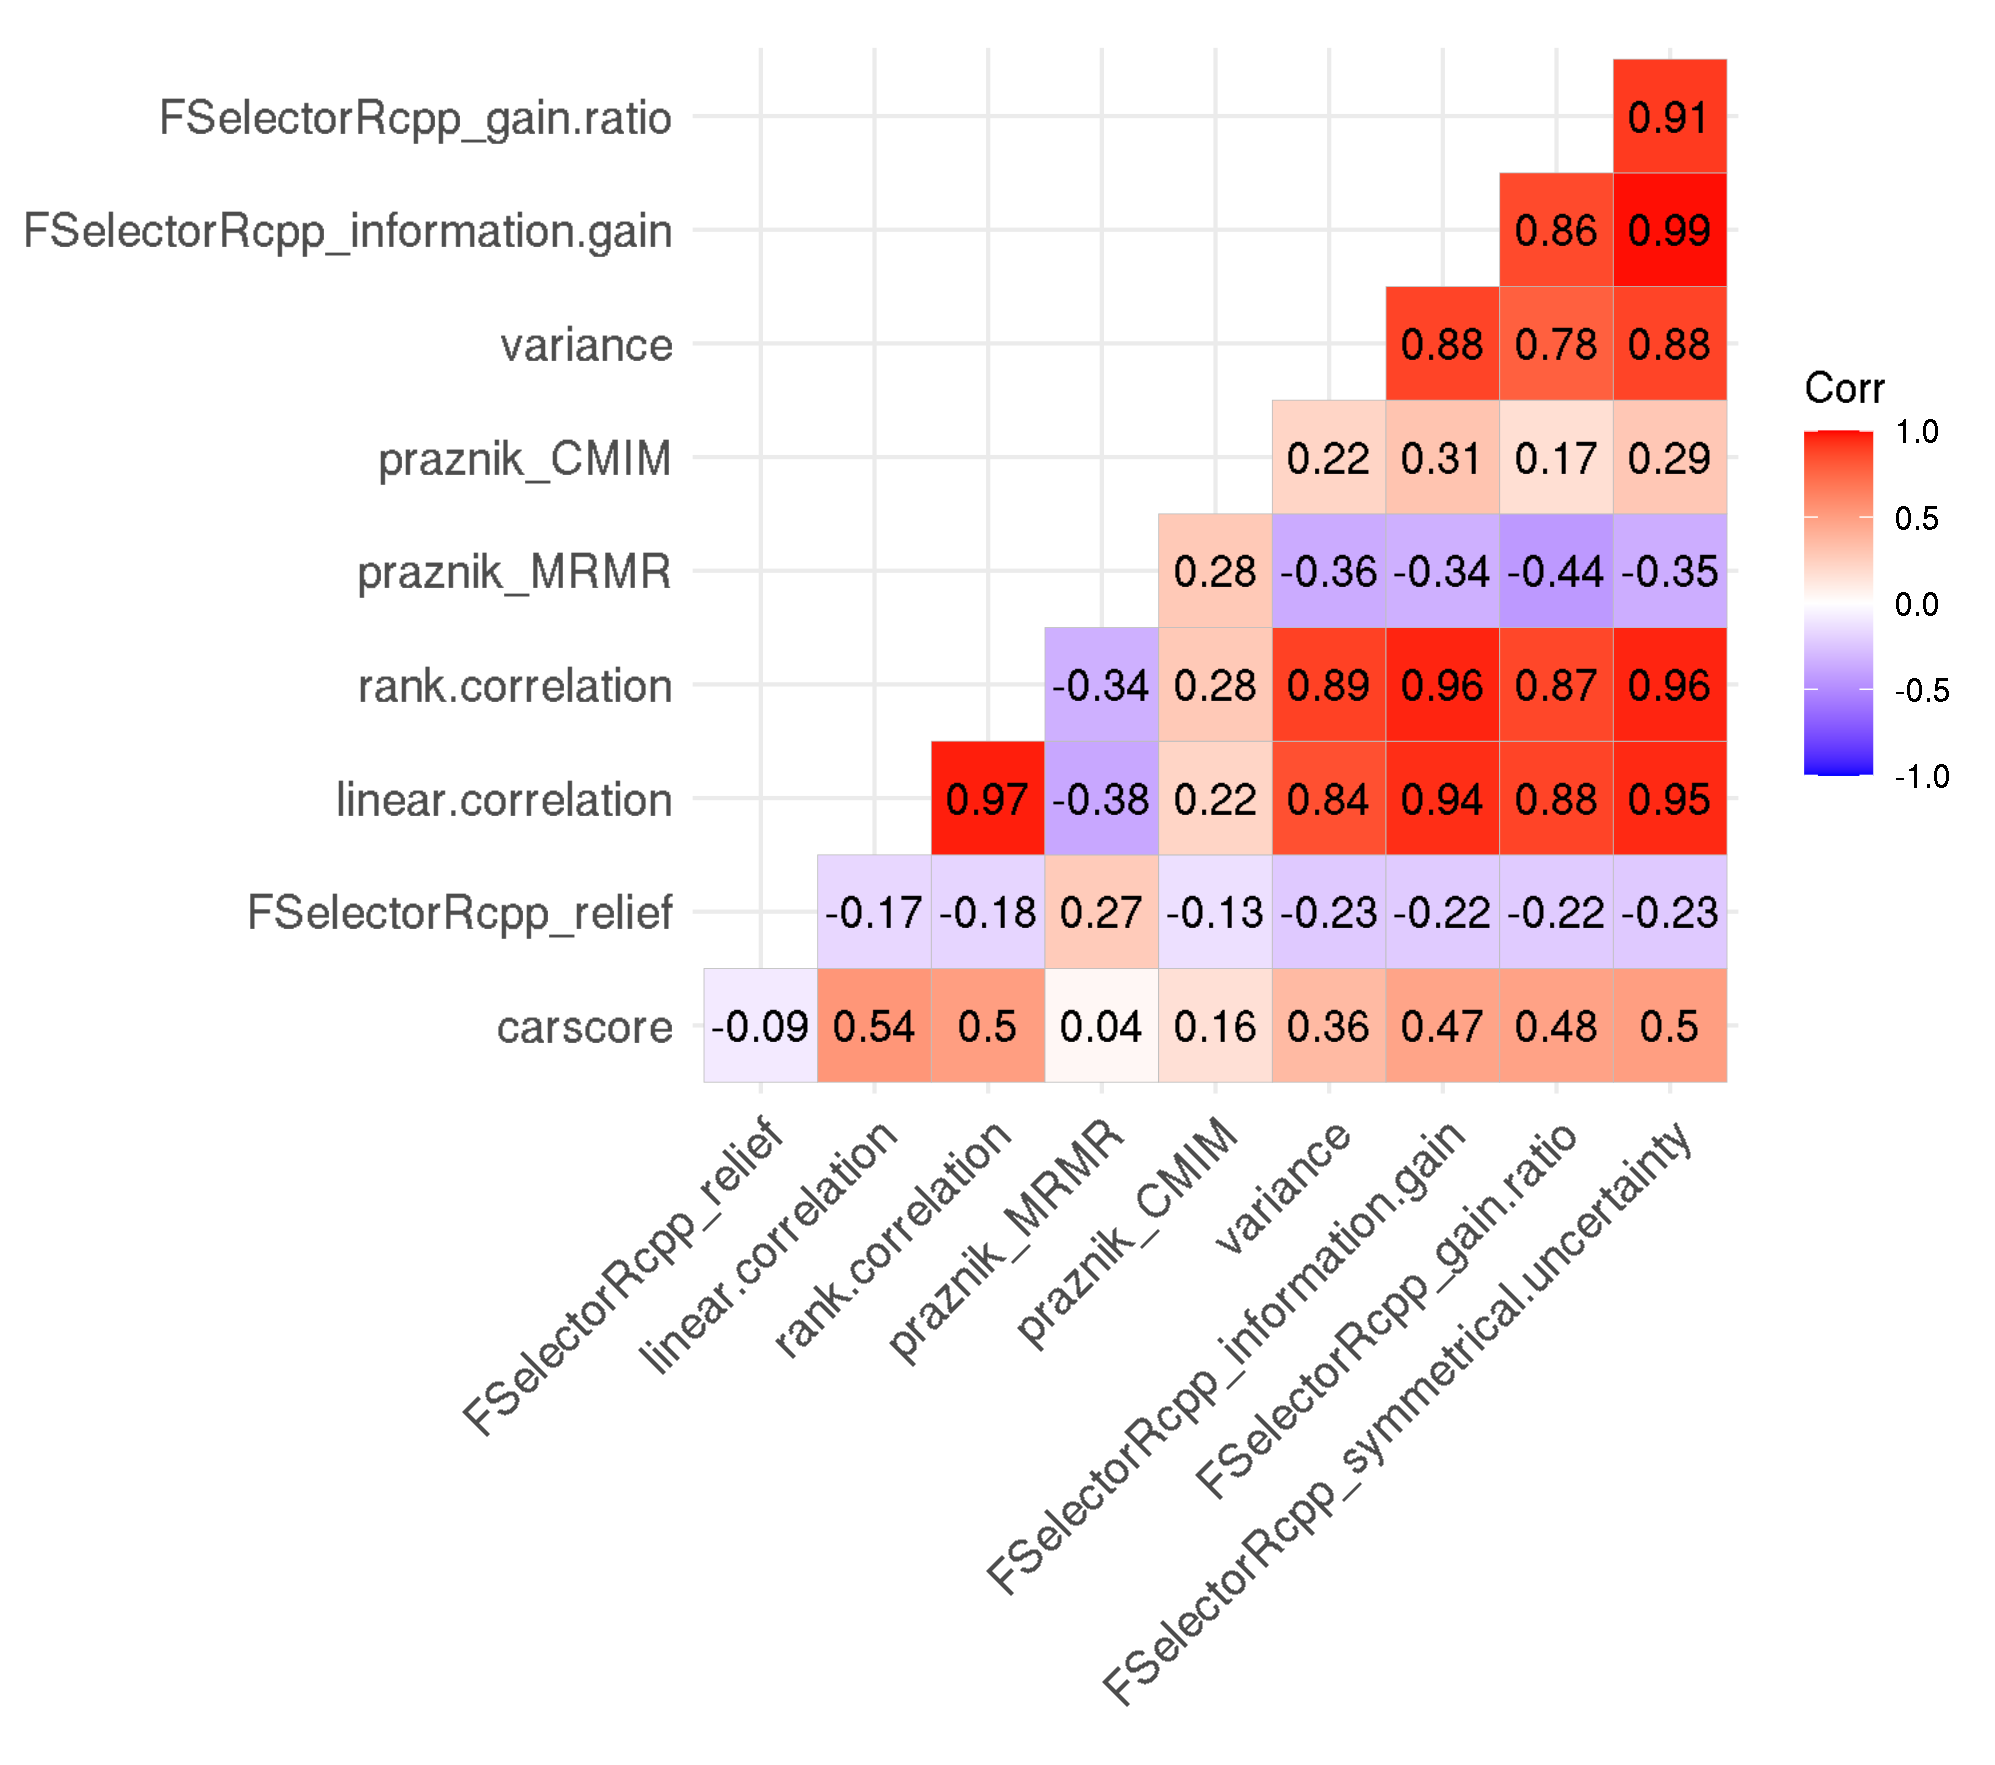 FSelectorRcpp_gain.ratio 0.91
FSelectorRcpp_information.gain 0.86 0.99
variance 0.88 0.78 0.88
praznik_CMIM 0.22 0.31 0.17 0.29
praznik_MRMR 0.28 -0.36 -0.34 -0.44 -0.35
rank.correlation -0.34 0.28 0.89 0.96 0.87 0.96
linear.correlation 0.97 -0.38 0.22 0.84 0.94 0.88 0.95
FSelectorRcpp_relief -0.17 -0.18 0.27 -0.13 -0.23 -0.22 -0.22 -0.23
carscore -0.09 0.54 0.5 0.04 0.16 0.36 0.47 0.48 0.5
FSelectorRcpp_relief
linear.correlation
rank.correlation
praznik_MRMR
praznik_CMIM
variance
FSelectorRcpp_information.gain
FSelectorRcpp_gain.ratio
FSelectorRcpp_symmetrical.uncertainty
Corr
1.0
0.5
0.0
-0.5
-1.0